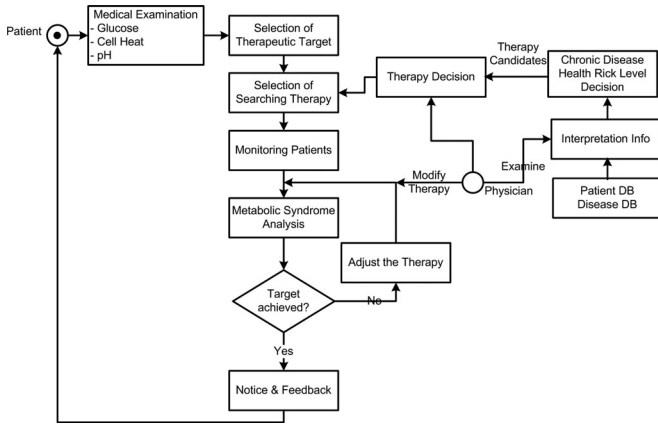 Patient
Medical Examination
- Glucose
- Cell Heat
- pH
Selection of
Therapeutic Target
Selection of
Searching Therapy
Therapy Decision
Therapy
Candidates
Chronic Disease
Health Rick Level
Decision
Monitoring Patients
Interpretation Info
Examine
Modify
Therapy
Physician
Patient DB
Disease DB
Metabolic Syndrome
Analysis
Adjust the Therapy
Target
achieved?
No
Yes
Notice & Feedback